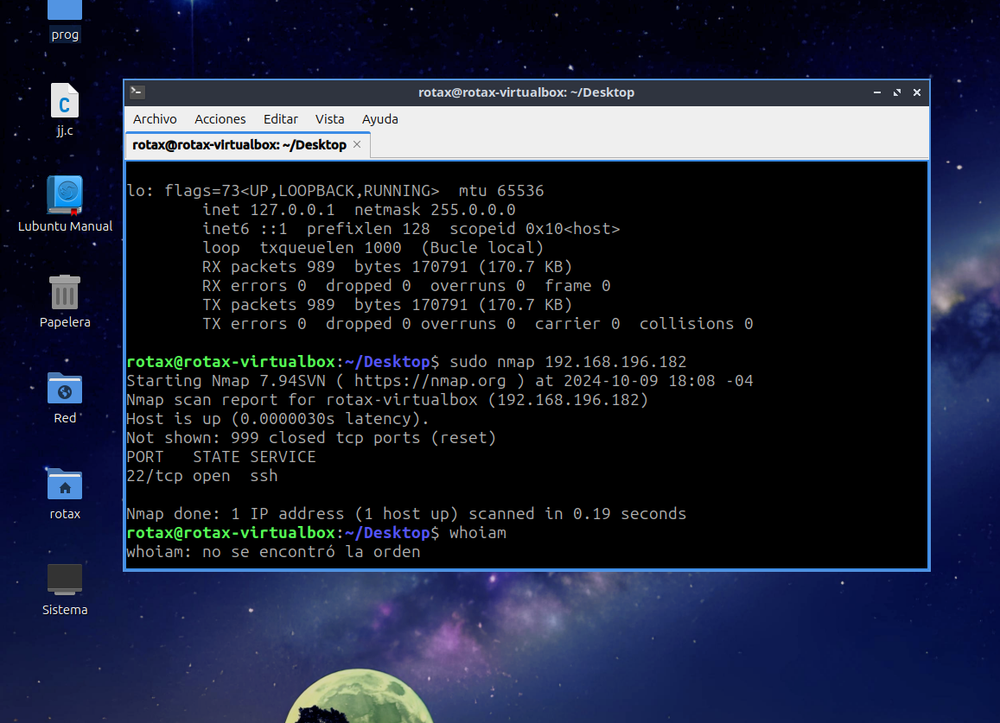 prog
jj.c
Lubuntu Manual
Papelera
Red
rotax
Sistema
rotax@rotax-virtualbox: ~/Desktop
Archivo Acciones Editar Vista Ayuda
rotax@rotax-virtualbox: ~/Desktop
lo: flags=73<UP,LOOPBACK,RUNNING>  mtu 65536
        inet 127.0.0.1  netmask 255.0.0.0
        inet6 ::1  prefixlen 128  scopeid 0x10<host>
        loop  txqueuelen 1000  (Bucle local)
        RX packets 989  bytes 170791 (170.7 KB)
        RX errors 0  dropped 0  overruns 0  frame 0
        TX packets 989  bytes 170791 (170.7 KB)
        TX errors 0  dropped 0 overruns 0  carrier 0  collisions 0
rotax@rotax-virtualbox:~/Desktop$ sudo nmap 192.168.196.182
Starting Nmap 7.94SVN ( https://nmap.org ) at 2024-10-09 18:08 -04
Nmap scan report for rotax-virtualbox (192.168.196.182)
Host is up (0.0000030s latency).
Not shown: 999 closed tcp ports (reset)
PORT   STATE SERVICE
22/tcp open  ssh
Nmap done: 1 IP address (1 host up) scanned in 0.19 seconds
rotax@rotax-virtualbox:~/Desktop$ whoiam
whoiam: no se encontró la orden